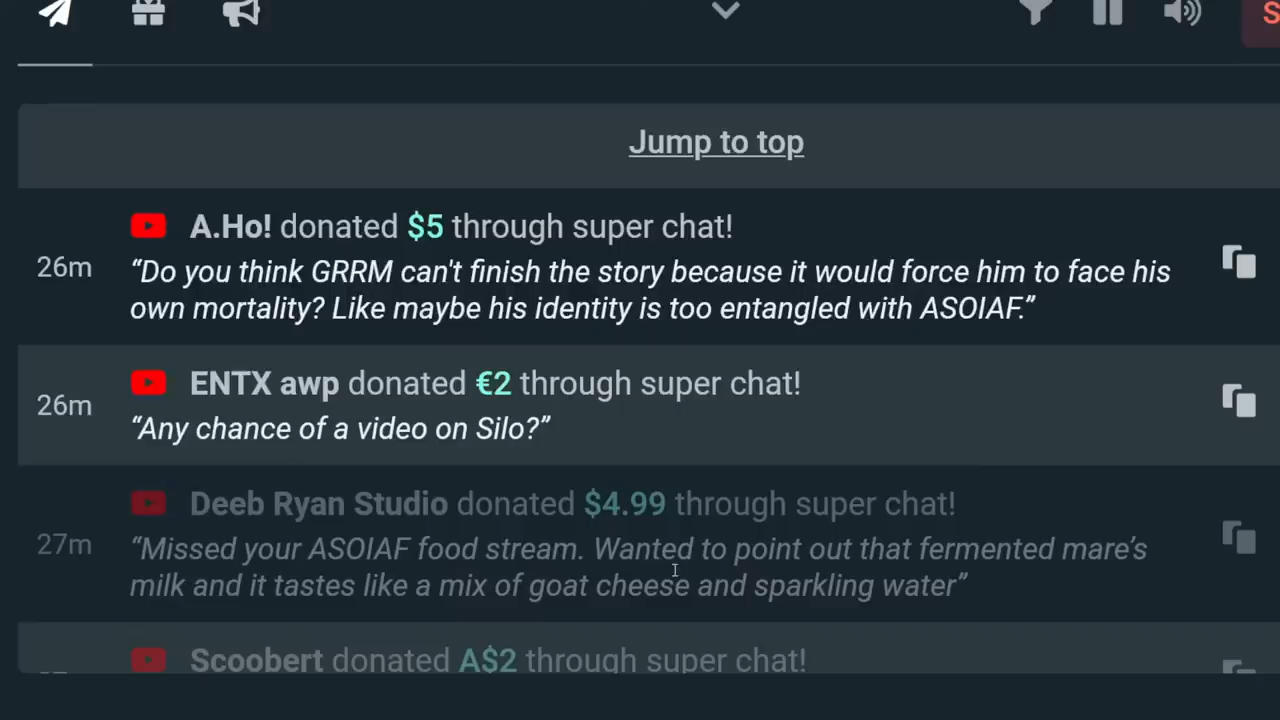 S
Jump to top
A.Ho! donated $5 through super chat!
26m
“Do you think GRRM can't finish the story because it would force him to face his
own mortality? Like maybe his identity is too entangled with ASOIAF.”
ENTX awp donated €2 through super chat!
26m
“Any chance of a video on Silo?”
Deeb Ryan Studio donated $4.99 through super chat!
27m
“Missed your ASOIAF food stream. Wanted to point out that fermented mare’s
milk and it tastes like a mix of goat cheese and sparkling water”
Scoobert donated A$2 through super chat!